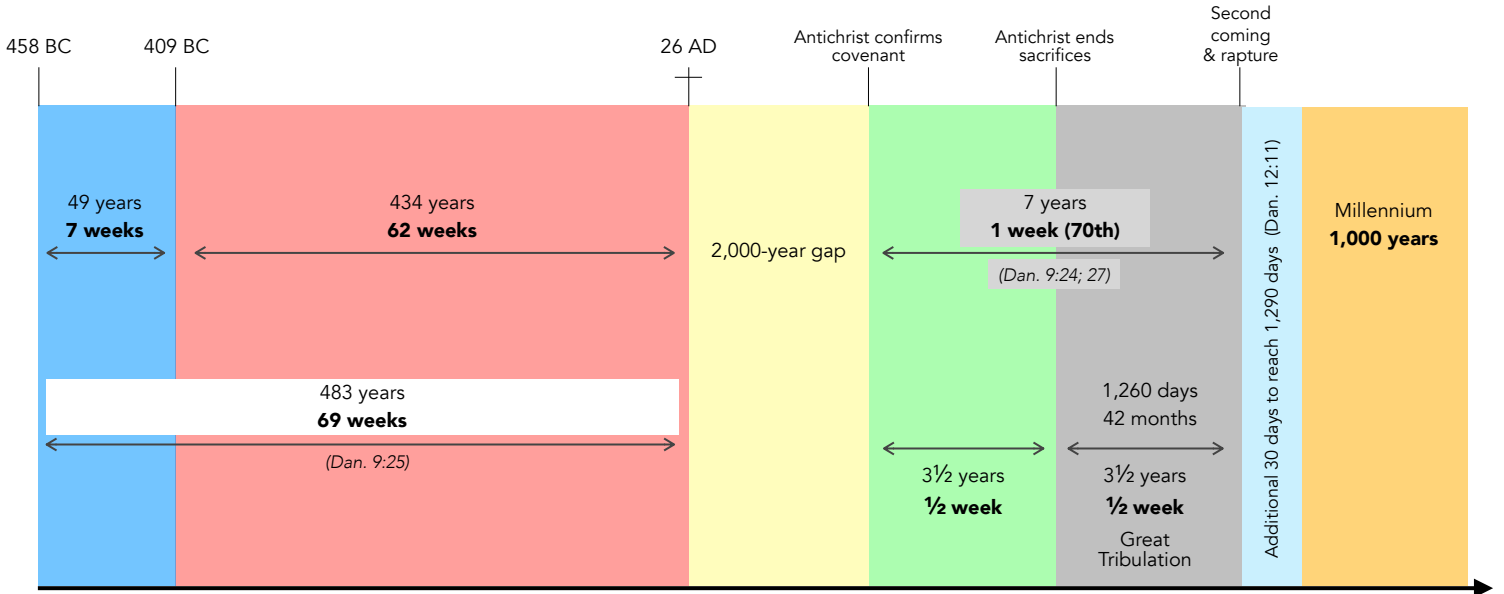 458 BC
409 BC
26 AD
Antichrist confirms
covenant
Antichrist ends
sacrifices
Second
coming
& rapture
49 years
7 weeks
434 years
62 weeks
2,000-year gap
7 years
1 week (70th)
(Dan. 9:24; 27)
Additional 30 days to reach 1,290 days (Dan. 12:11)
Millennium
1,000 years
483 years
69 weeks
(Dan. 9:25)
3½ years
½ week
1,260 days
42 months
3½ years
½ week
Great
Tribulation